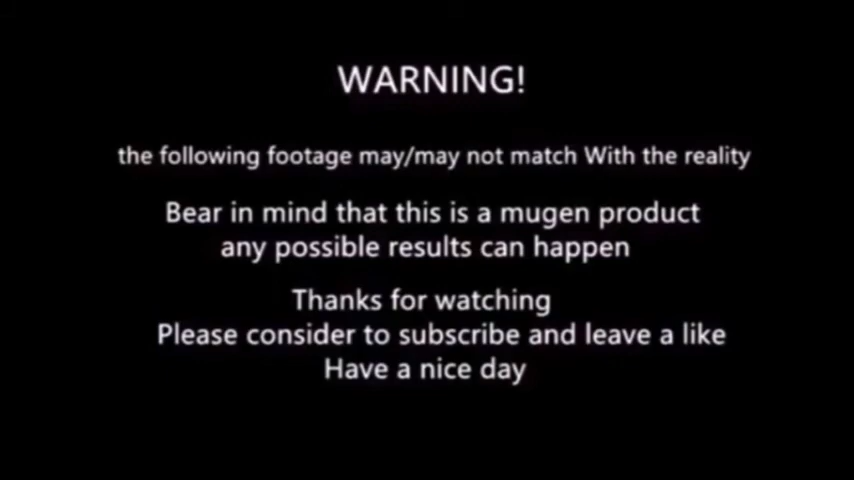 WARNING!
the following footage may/may not match With the reality
Bear in mind that this is a mugen product
any possible results can happen
Thanks for watching
Please consider to subscribe and leave a like
Have a nice day